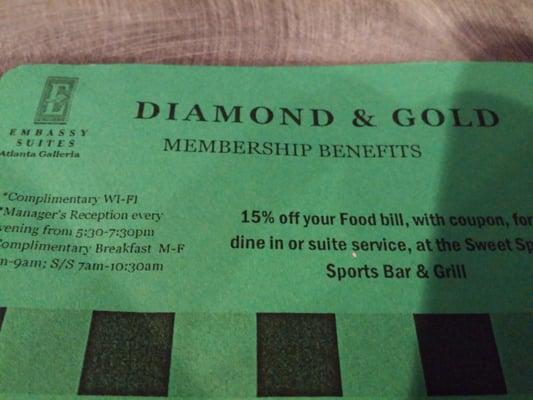 E
EMBASSY
SUITES
Atlanta Galleria
DIAMOND & GOLD
MEMBERSHIP BENEFITS
*Complimentary WI-FI
*Manager's Reception every
vening from 5:30-7:30pm
omplimentary Breakfast M-F
m-9am; S/S 7am-10:30am
15% off your Food bill, with coupon, for
dine in or suite service, at the Sweet Sp
Sports Bar & Grill